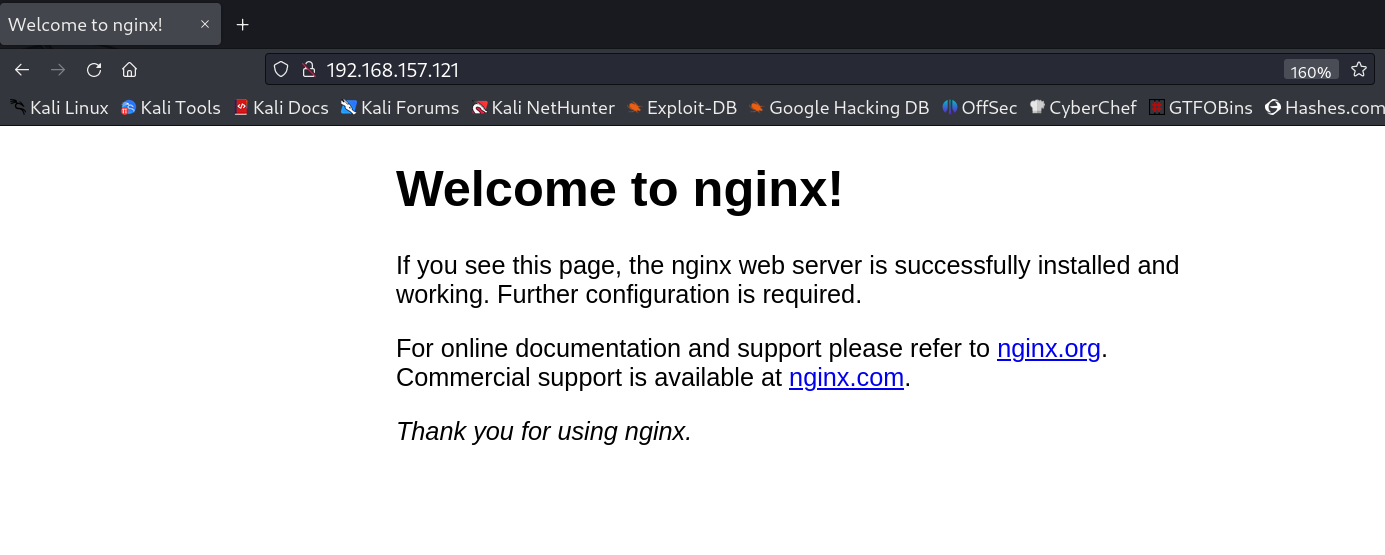 Welcome to nginx!
192.168.157.121
160%
Kali Linux Kali Tools Kali Docs Kali Forums Kali NetHunter Exploit-DB Google Hacking DB OffSec CyberChef GTFOBins Hashes.com
Welcome to nginx!
If you see this page, the nginx web server is successfully installed and
working. Further configuration is required.
For online documentation and support please refer to nginx.org.
Commercial support is available at nginx.com.
Thank you for using nginx.